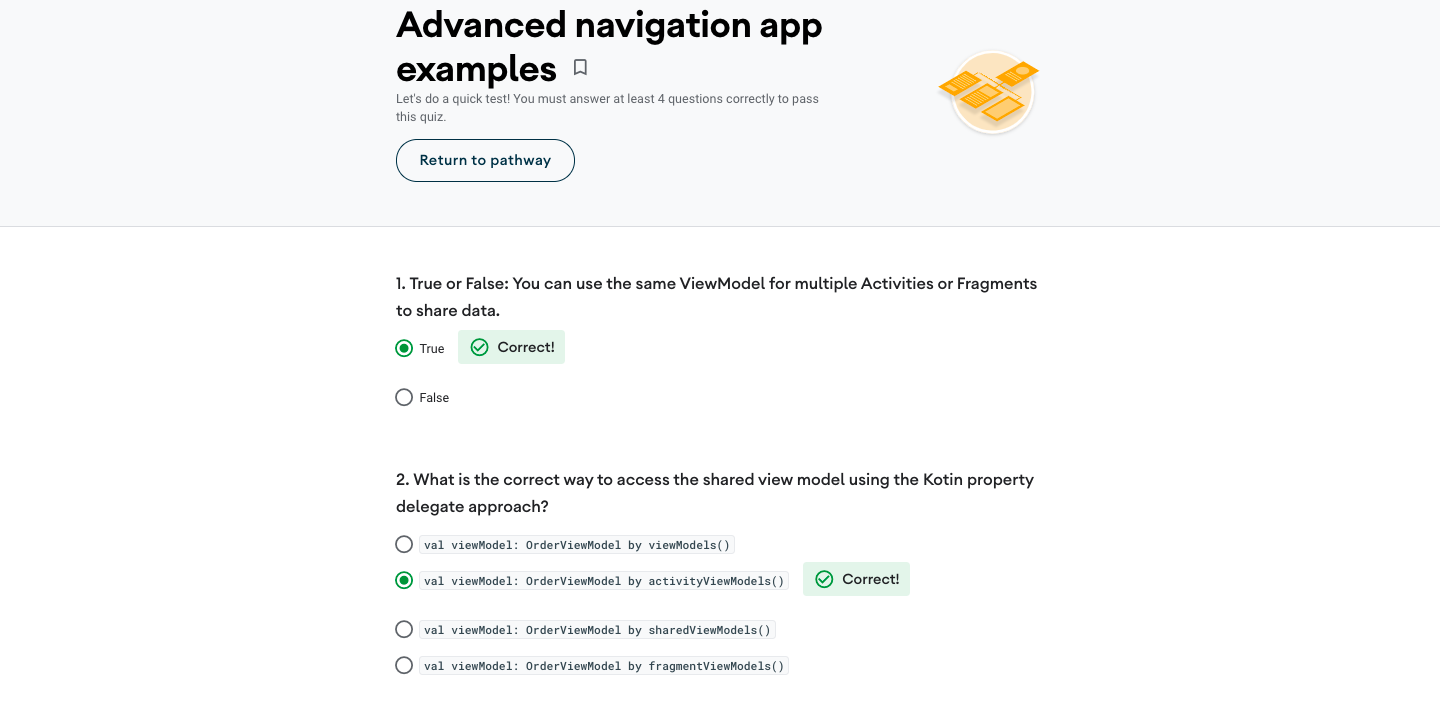 Advanced navigation app
examples
Let's do a quick test! You must answer at least 4 questions correctly to pass
this quiz.
Return to pathway
1. True or False: You can use the same ViewModel for multiple Activities or Fragments
to share data.
True
Correct!
False
2. What is the correct way to access the shared view model using the Kotin property
delegate approach?
val viewModel: OrderViewModel by viewModels()
val viewModel: OrderViewModel by activityViewModels()
Correct!
val viewModel: OrderViewModel by sharedViewModels()
val viewModel: OrderViewModel by fragmentViewModels()